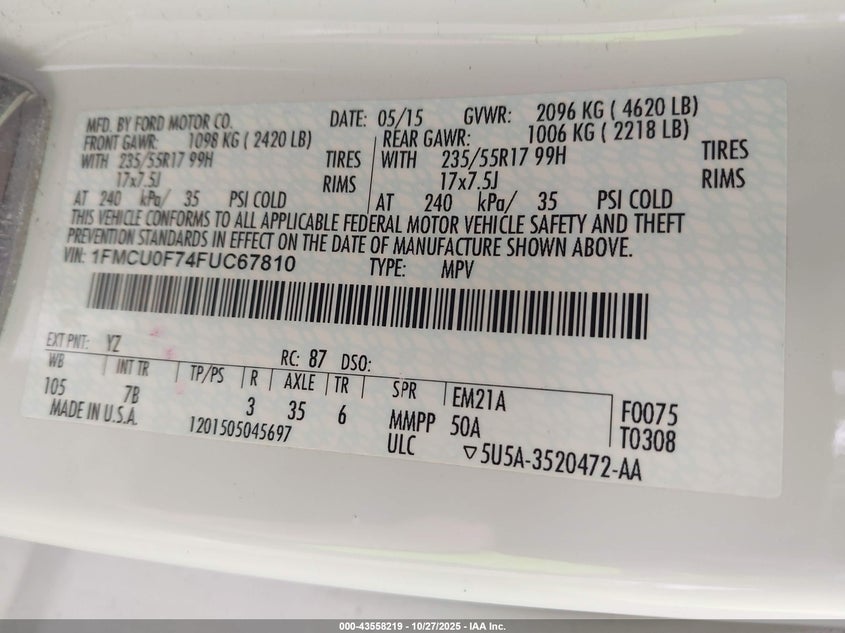 MFD. BY FORD MOTOR CO. DATE: 05/15 GVWR: 2096 KG ( 4620 LB)
FRONT GAWR: 1098 KG ( 2420 LB) REAR GAWR: 1006 KG ( 2218 LB)
WITH 235/55R17 99H TIRES WITH 235/55R17 99H TIRES
17x7.5J RIMS 17x7.5J RIMS
AT 240 kPa/ 35 PSI COLD AT 240 kPa/ 35 PSI COLD
THIS VEHICLE CONFORMS TO ALL APPLICABLE FEDERAL MOTOR VEHICLE SAFETY AND THEFT
PREVENTION STANDARDS IN EFFECT ON THE DATE OF MANUFACTURE SHOWN ABOVE.
VIN: 1FMCU0F74FUC67810 TYPE: MPV
EXT PNT: YZ RC: 87 DSO:
WB INT TR TP/PS R AXLE TR SPR EM21A F0075
105 7B 3 35 6 MMPP 50A T0308
MADE IN U.S.A. 1201505045697 ULC ▽5U5A-3520472-AA
000-43558219 - 10/27/2025 - IAA Inc.